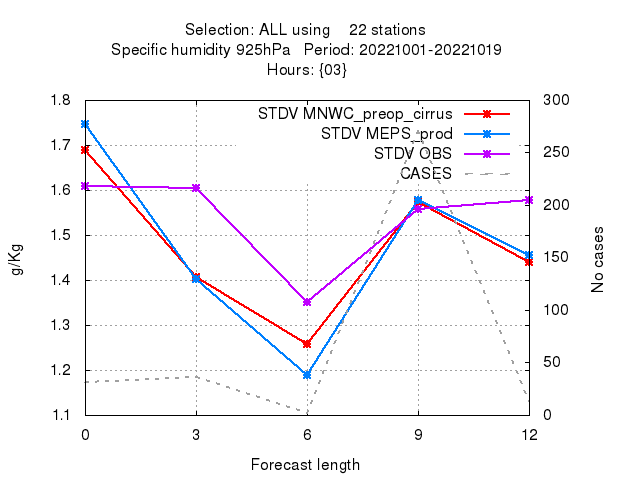 Selection: ALL using    22 stations
Specific humidity 925hPa   Period: 20221001-20221019
Hours: {03}
STDV MNWC_preop_cirrus
STDV MEPS_prod
STDV OBS
CASES
1.8
1.7
1.6
1.5
1.4
1.3
1.2
1.1
300
250
200
150
100
50
0
g/Kg
No cases
0 3 6 9 12
Forecast length